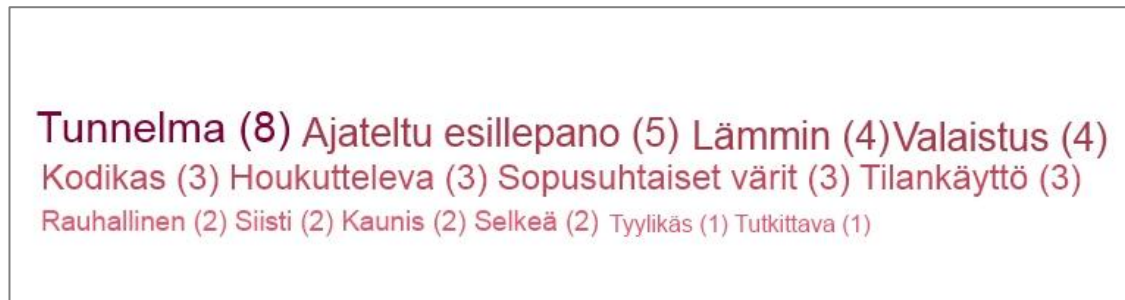 Tunnelma (8) Ajateltu esillepano (5) Lämmin (4) Valaistus (4)
Kodikas (3) Houkutteleva (3) Sopusuhtaiset värit (3) Tilankäyttö (3)
Rauhallinen (2) Siisti (2) Kaunis (2) Selkeä (2) Tyylikäs (1) Tutkittava (1)